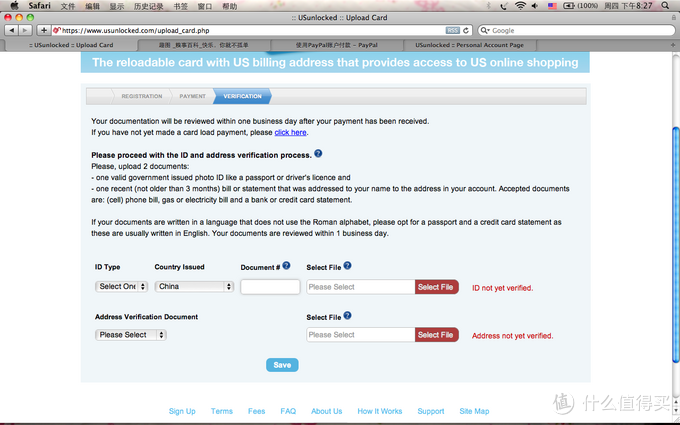 Safari 文件 编辑 显示 历史记录 书签 窗口 帮助 (100%) 周四 下午8:27
:: USunlocked :: Upload Card
https://www.usunlocked.com/upload_card.php RSS Google
:: USunlocked :: Upload Card 趣图_糗事百科_快乐，你就不孤单 使用PayPal账户付款 - PayPal USunlocked :: Personal Account Page
The reloadable card with US billing address that provides access to US online shopping
REGISTRATION PAYMENT VERIFICATION
Your documentation will be reviewed within one business day after your payment has been received.
If you have not yet made a card load payment, please click here.
Please proceed with the ID and address verification process. ?
Please, upload 2 documents:
- one valid government issued photo ID like a passport or driver's licence and
- one recent (not older than 3 months) bill or statement that was addressed to your name to the address in your account. Accepted documents
are: (cell) phone bill, gas or electricity bill and a bank or credit card statement.
If your documents are written in a language that does not use the Roman alphabet, please opt for a passport and a credit card statement as
these are usually written in English. Your documents are reviewed within 1 business day.
ID Type Country Issued Document # ? Select File ?
Select One China Please Select Select File ID not yet verified.
Address Verification Document Select File ?
Please Select Please Select Select File Address not yet verified.
Save
Sign Up Terms Fees FAQ About Us How It Works Support Site Map
值 什么值得买